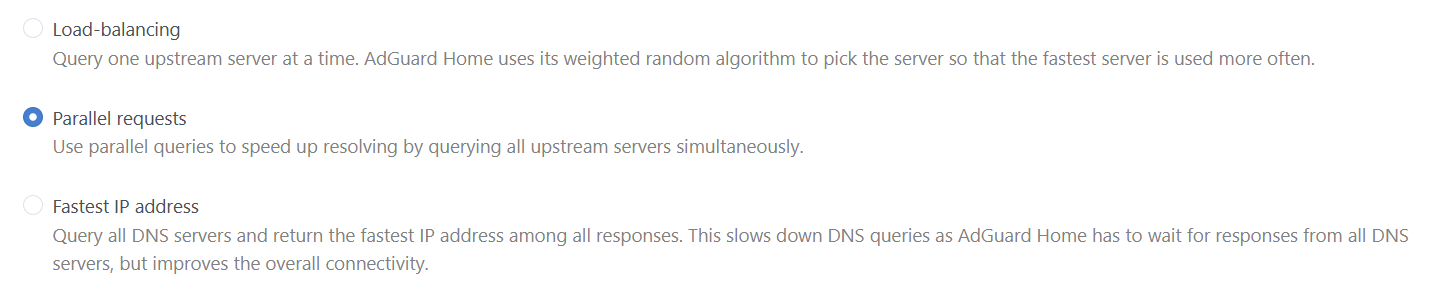 Load-balancing
Query one upstream server at a time. AdGuard Home uses its weighted random algorithm to pick the server so that the fastest server is used more often.
Parallel requests
Use parallel queries to speed up resolving by querying all upstream servers simultaneously.
Fastest IP address
Query all DNS servers and return the fastest IP address among all responses. This slows down DNS queries as AdGuard Home has to wait for responses from all DNS
servers, but improves the overall connectivity.